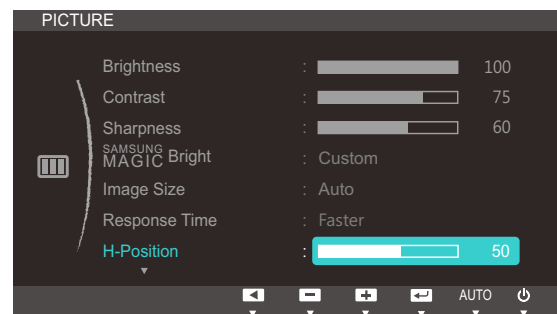 PICTURE
Brightness : 100
Contrast : 75
Sharpness : 60
SAMSUNG MAGIC Bright : Custom
Image Size : Auto
Response Time : Faster
H-Position : 50
AUTO